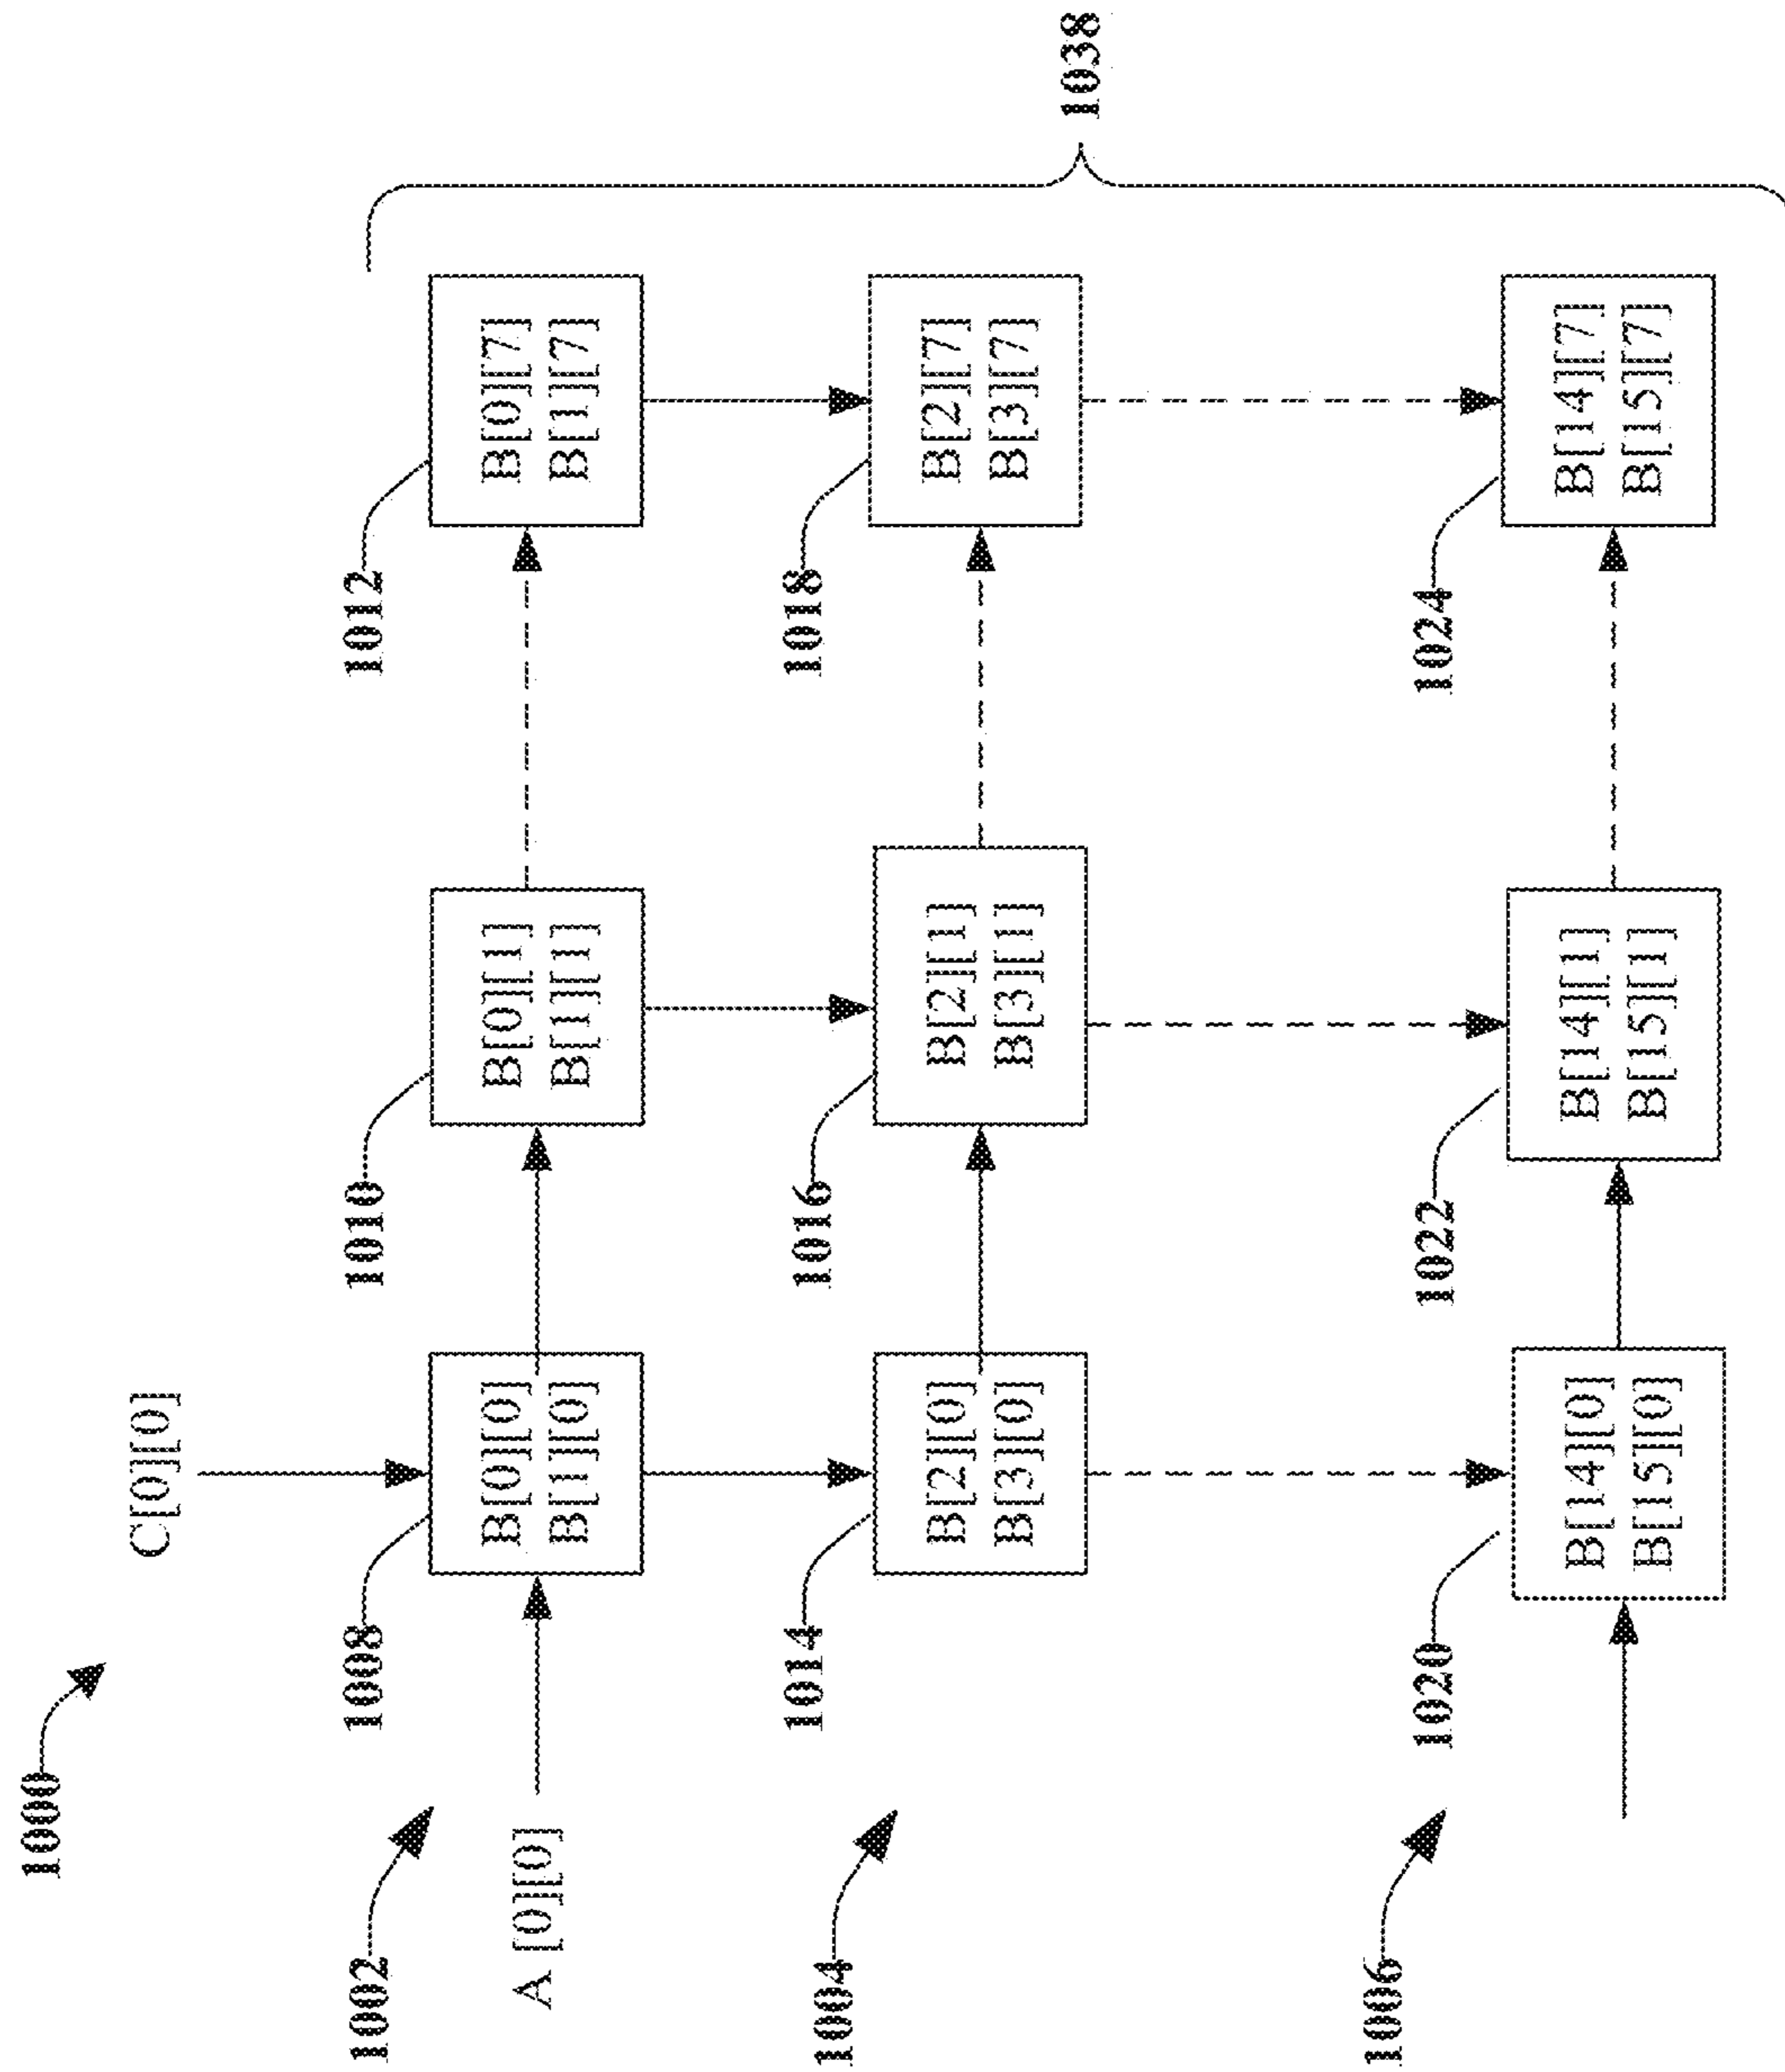 1000
C[0][0]
1002
1008
1010
1012
A [0][0]
B[0][0]
B[1][0]
B[0][1]
B[1][1]
B[0][7]
B[1][7]
1004
1014
1016
1018
B[2][0]
B[3][0]
B[2][1]
B[3][1]
B[2][7]
B[3][7]
1038
1006
1020
1022
1024
B[14][0]
B[15][0]
B[14][1]
B[15][1]
B[14][7]
B[15][7]